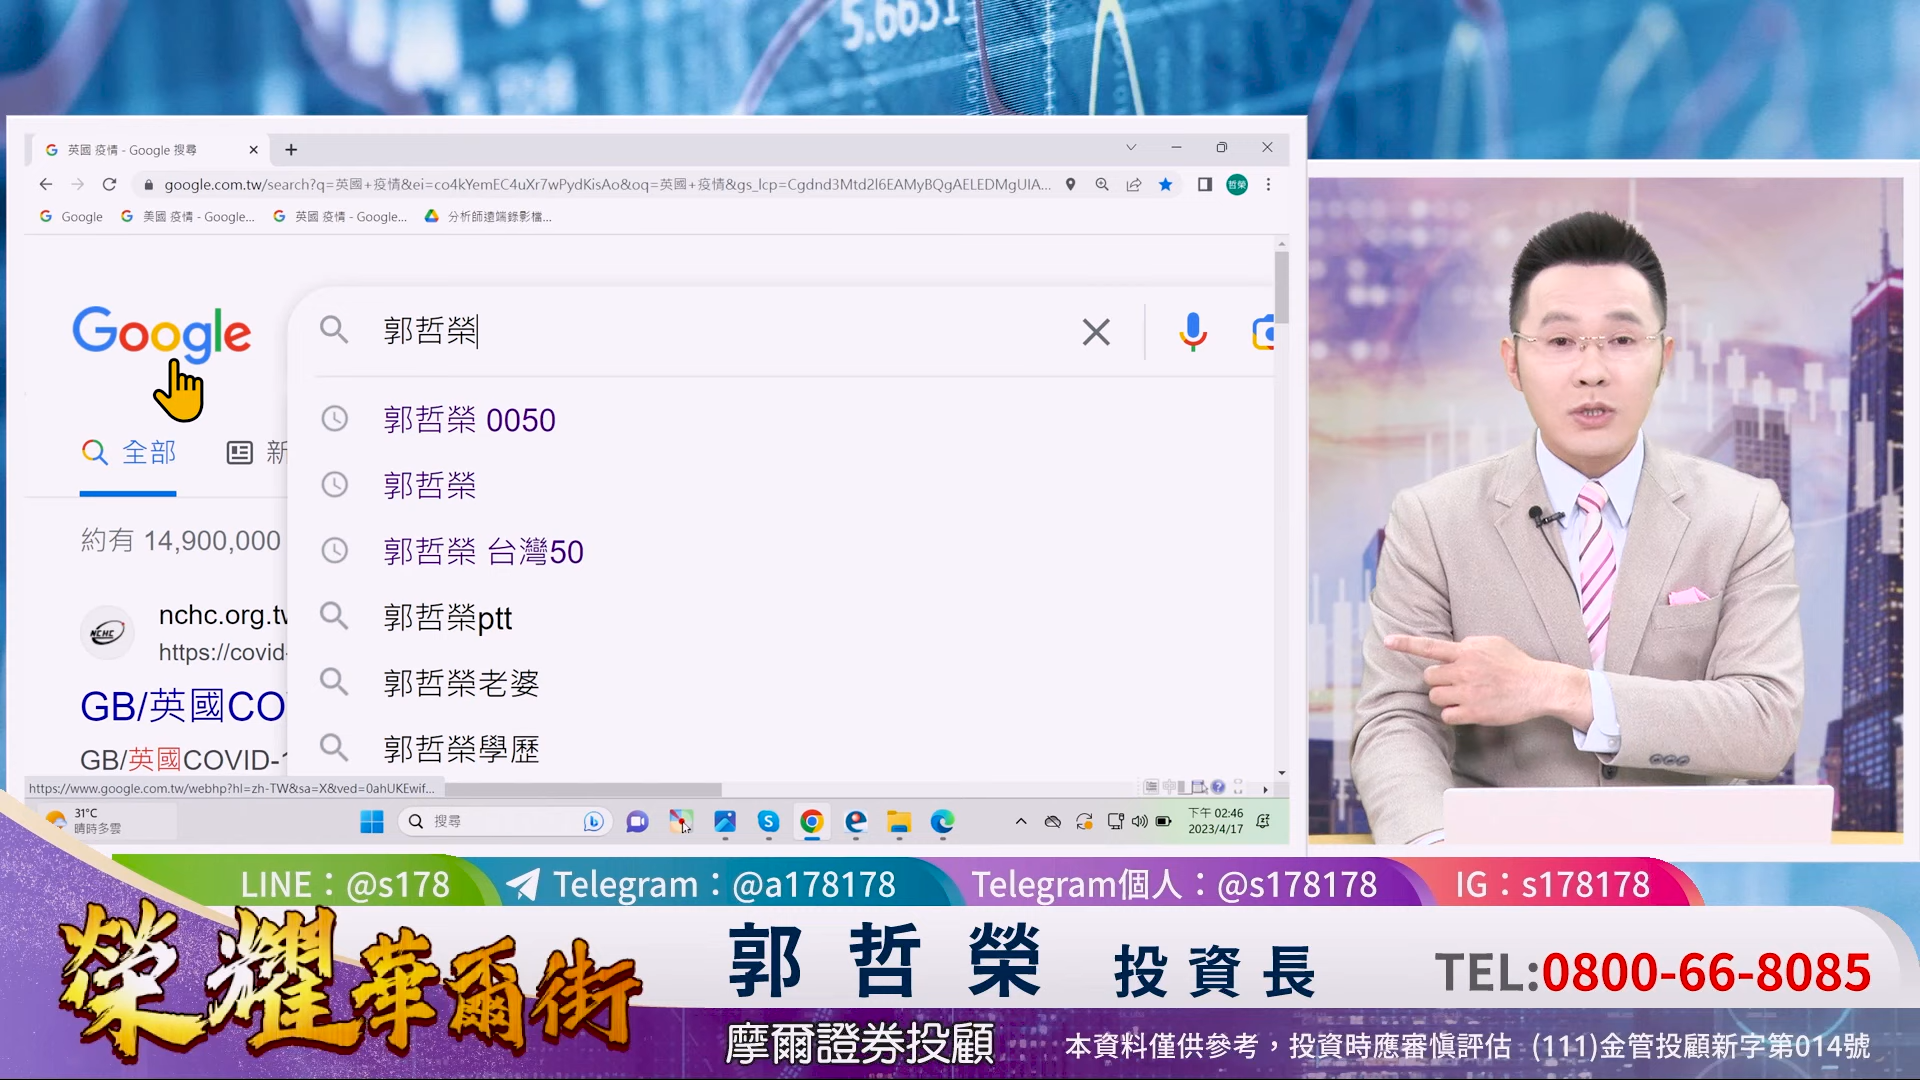 5.6631
英國 疫情 - Google 搜尋
google.com.tw/search?q=英國+疫情&ei=co4kYemEC4uXr7wPydKisAo&oq=英國+疫情&gs_lcp=Cgdnd3Mtd2l6EAMyBQgAELEDMgUIA...
哲榮
Google
美國 疫情 - Google...
英國 疫情 - Google...
分析師遠端錄影檔...
Google
郭哲榮
郭哲榮 0050
全部
新
郭哲榮
約有 14,900,000
郭哲榮 台灣50
NCHC
nchc.org.tw
https://covid-
郭哲榮ptt
郭哲榮老婆
GB/英國CO
郭哲榮學歷
GB/英國COVID-1
https://www.google.com.tw/webhp?hl=zh-TW&sa=X&ved=0ahUKEwif...
31°C
晴時多雲
搜尋
下午 02:46
2023/4/17
LINE：@s178
Telegram：@a178178
Telegram個人：@s178178
IG：s178178
榮耀華爾街
郭哲榮 投資長
TEL:0800-66-8085
摩爾證券投顧
本資料僅供參考，投資時應審慎評估 (111)金管投顧新字第014號